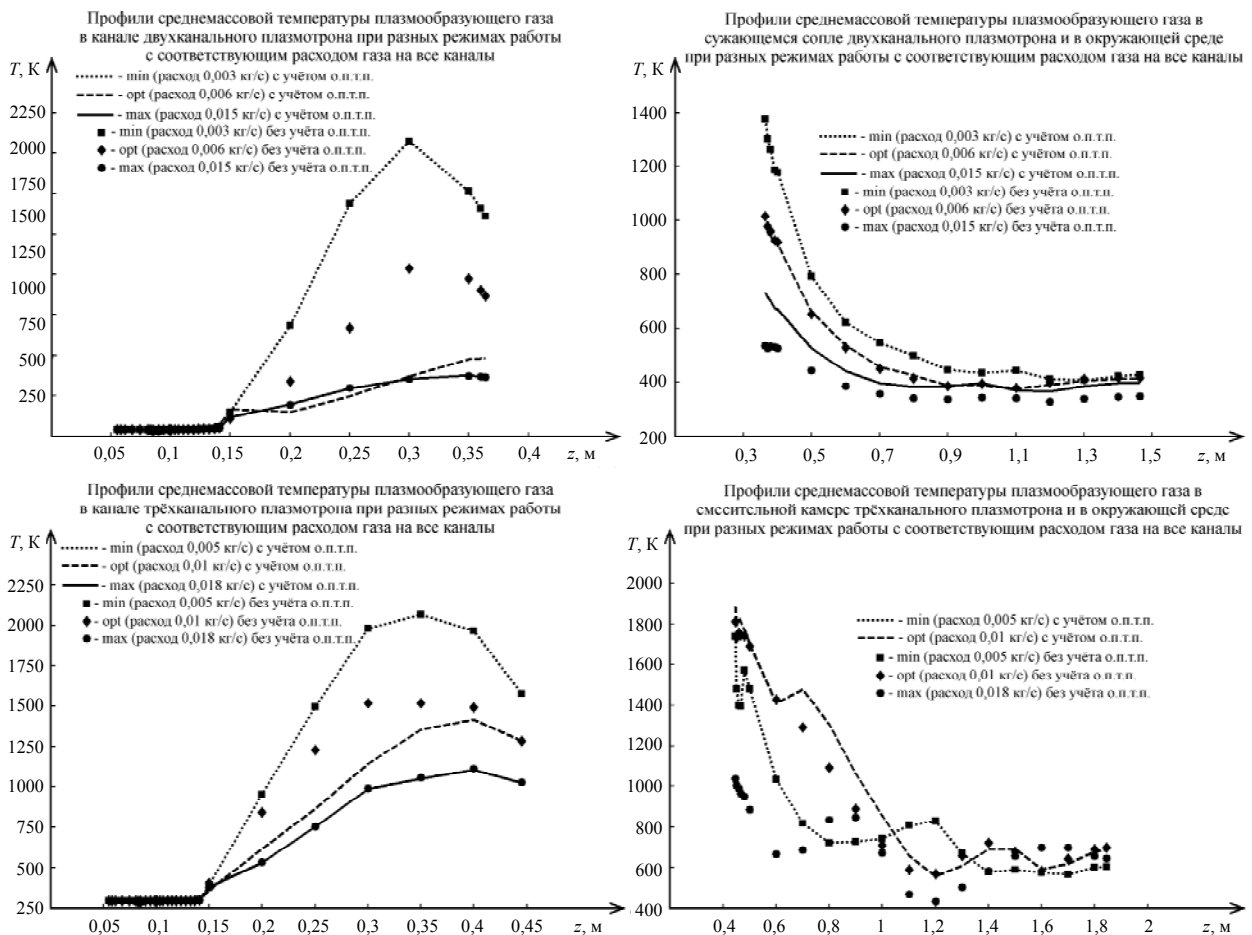 Профили среднемассовой температуры плазмообразующего газа
в канале двухканального плазмотрона при разных режимах работы
с соответствующим расходом газа на все каналы
T, К
- min (расход 0,003 кг/с) с учётом о.п.т.п.
- opt (расход 0,006 кг/с) с учётом о.п.т.п.
- max (расход 0,015 кг/с) с учётом о.п.т.п.
- min (расход 0,003 кг/с) без учёта о.п.т.п.
- opt (расход 0,006 кг/с) без учёта о.п.т.п.
- max (расход 0,015 кг/с) без учёта о.п.т.п.
2250
2000
1750
1500
1250
1000
750
500
250
0,05 0,1 0,15 0,2 0,25 0,3 0,35 0,4 z, м
Профили среднемассовой температуры плазмообразующего газа в
сужающемся сопле двухканального плазмотрона и в окружающей среде
при разных режимах работы с соответствующим расходом газа на все каналы
T, К
- min (расход 0,003 кг/с) с учётом о.п.т.п.
- opt (расход 0,006 кг/с) с учётом о.п.т.п.
- max (расход 0,015 кг/с) с учётом о.п.т.п.
- min (расход 0,003 кг/с) без учёта о.п.т.п.
- opt (расход 0,006 кг/с) без учёта о.п.т.п.
- max (расход 0,015 кг/с) без учёта о.п.т.п.
1400
1200
1000
800
600
400
200
0,3 0,5 0,7 0,9 1,1 1,3 1,5 z, м
Профили среднемассовой температуры плазмообразующего газа
в канале трёхканального плазмотрона при разных режимах работы
с соответствующим расходом газа на все каналы
T, К
- min (расход 0,005 кг/с) с учётом о.п.т.п.
- opt (расход 0,01 кг/с) с учётом о.п.т.п.
- max (расход 0,018 кг/с) с учётом о.п.т.п.
- min (расход 0,005 кг/с) без учёта о.п.т.п.
- opt (расход 0,01 кг/с) без учёта о.п.т.п.
- max (расход 0,018 кг/с) без учёта о.п.т.п.
2250
2000
1750
1500
1250
1000
750
500
250
0,05 0,1 0,15 0,2 0,25 0,3 0,35 0,4 0,45 z, м
Профили среднемассовой температуры плазмообразующего газа в
смесительной камере трёхканального плазмотрона и в окружающей среде
при разных режимах работы с соответствующим расходом газа на все каналы
T, К
- min (расход 0,005 кг/с) с учётом о.п.т.п.
- opt (расход 0,01 кг/с) с учётом о.п.т.п.
- min (расход 0,005 кг/с) без учёта о.п.т.п.
- opt (расход 0,01 кг/с) без учёта о.п.т.п.
- max (расход 0,018 кг/с) без учёта о.п.т.п.
1800
1600
1400
1200
1000
800
600
400
0,4 0,6 0,8 1 1,2 1,4 1,6 1,8 2 z, м